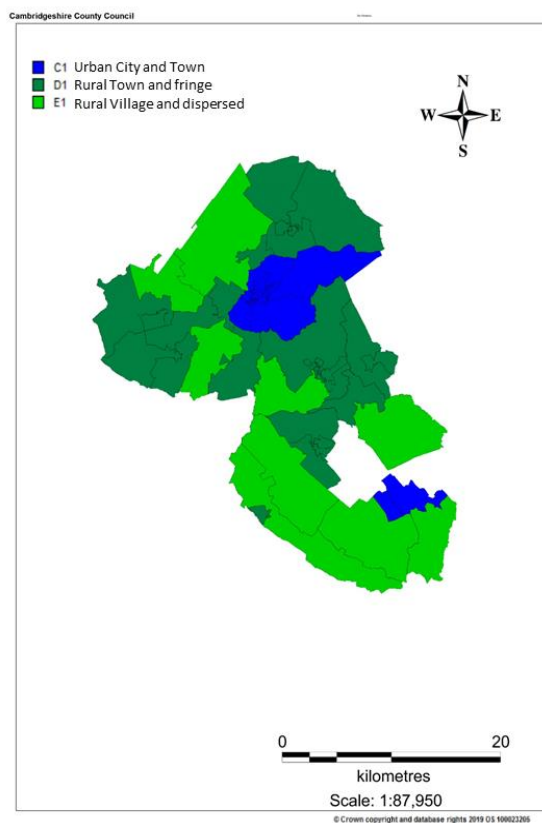 Cambridgeshire County Council
C1 Urban City and Town
D1 Rural Town and fringe
E1 Rural Village and dispersed
N
W E
S
0 20
kilometres
Scale: 1:87,950
© Crown copyright and database rights 2019 OS 100023205